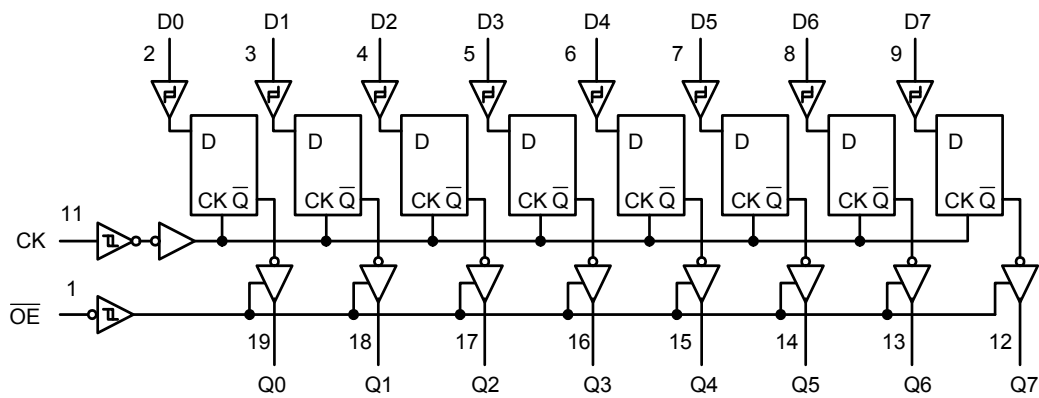 D0 D1 D2 D3 D4 D5 D6 D7
2 3 4 5 6 7 8 9
D D D D D D D D
CK Q̅ CK Q̅ CK Q̅ CK Q̅ CK Q̅ CK Q̅ CK Q̅ CK Q̅
11
CK
1
O̅E̅
19 18 17 16 15 14 13 12
Q0 Q1 Q2 Q3 Q4 Q5 Q6 Q7